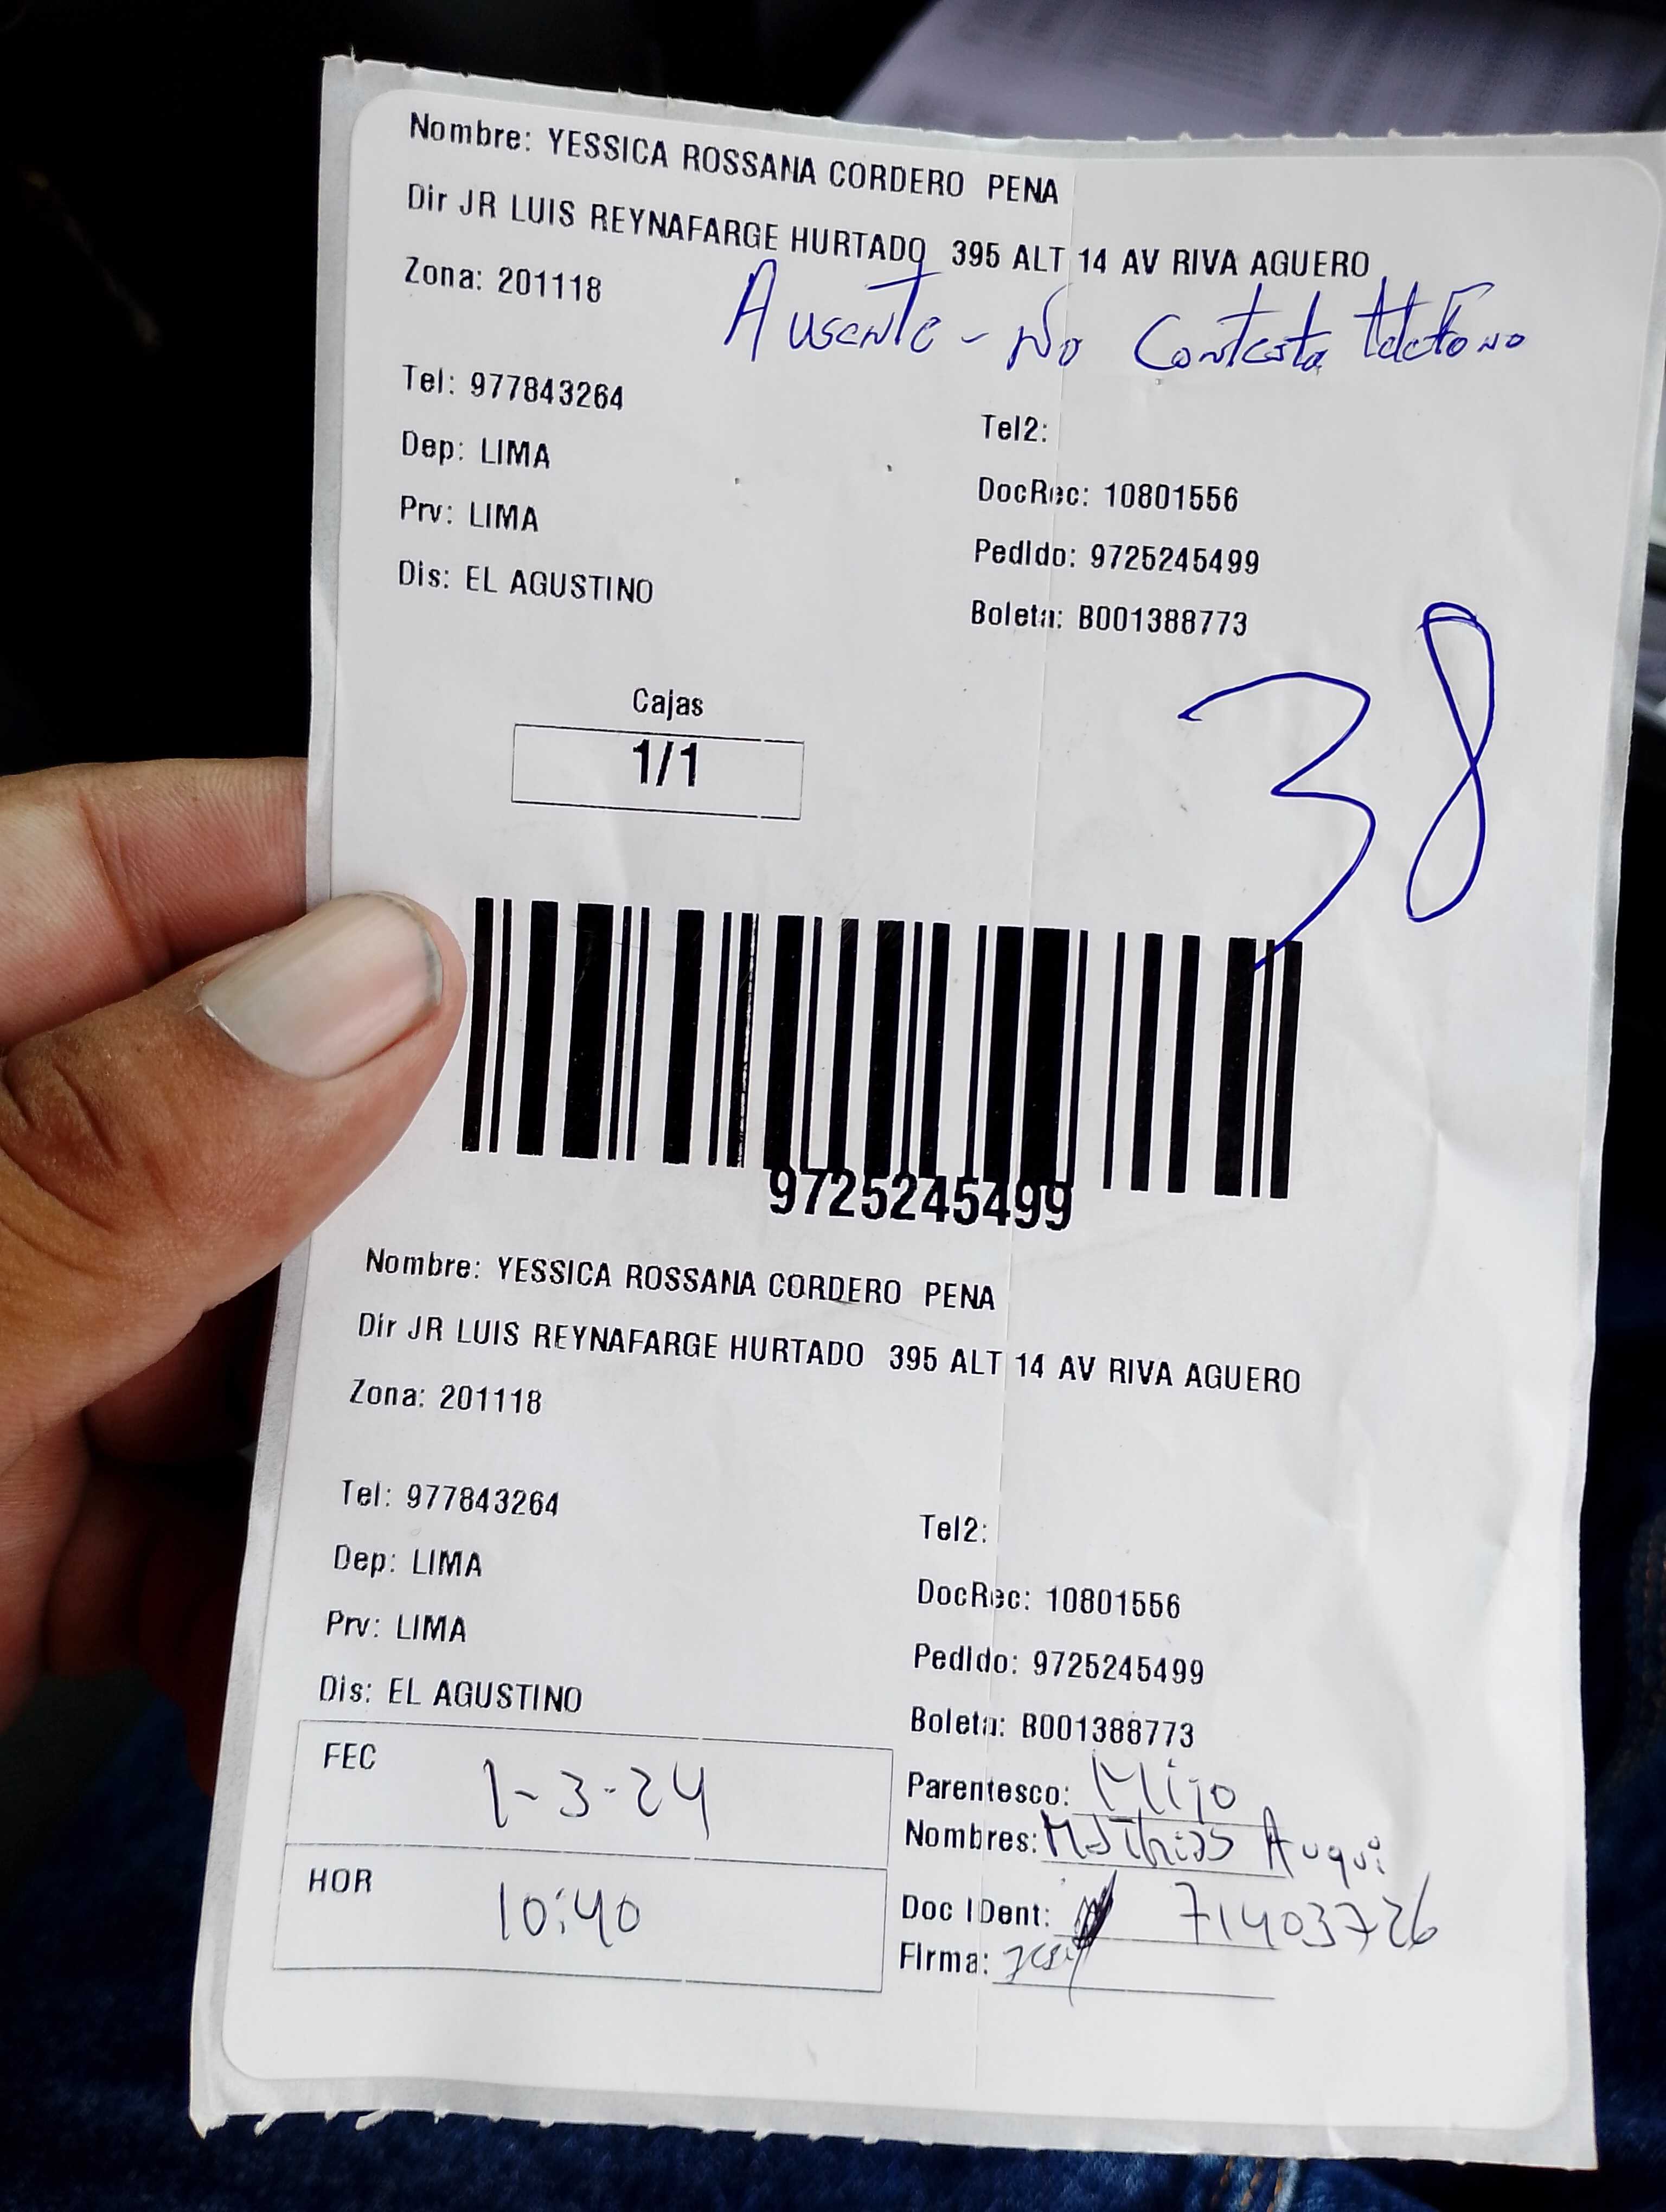 Nombre: YESSICA ROSSANA CORDERO PENA
Dir JR LUIS REYNAFARGE HURTADO 395 ALT 14 AV RIVA AGUERO
Zona: 201118
Ausente - No Contesta telefono
Tel: 977843264
Tel2:
Dep: LIMA
DocRec: 10801556
Prv: LIMA
PedIdo: 9725245499
Dis: EL AGUSTINO
Boleta: B001388773
38
Cajas
1/1
9725245499
Nombre: YESSICA ROSSANA CORDERO PENA
Dir JR LUIS REYNAFARGE HURTADO 395 ALT 14 AV RIVA AGUERO
Zona: 201118
Tel: 977843264
Tel2:
Dep: LIMA
DocRec: 10801556
Prv: LIMA
PedIdo: 9725245499
Dis: EL AGUSTINO
Boleta: B001388773
FEC 1-3-24
Parentesco:
Nombres: Mathias Auqui
HOR 10:40
Doc IDent: 71403726
Firma: